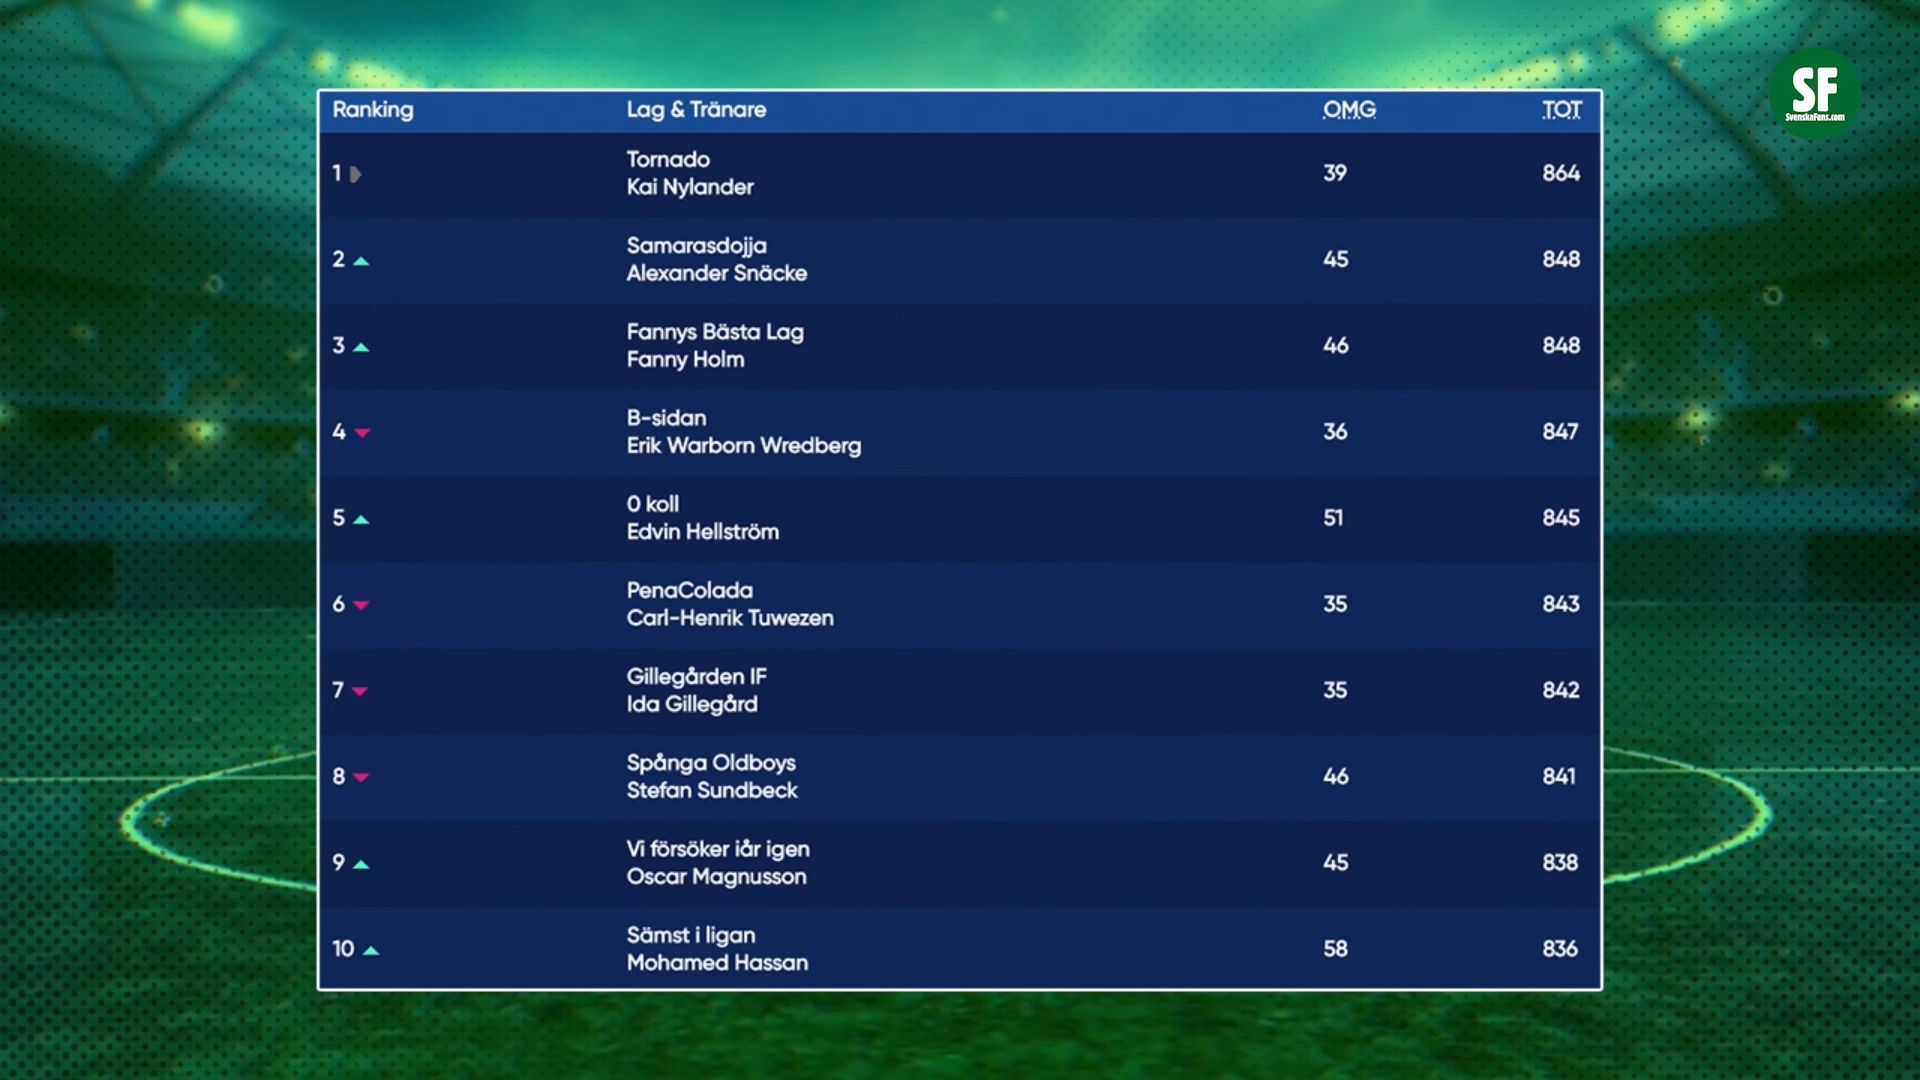 SF
SvenskaFans.com
Ranking Lag & Tränare OMG TOT
1 Tornado 39 864
Kai Nylander
2 Samarasdojja 45 848
Alexander Snäcke
3 Fannys Bästa Lag 46 848
Fanny Holm
4 B-sidan 36 847
Erik Warborn Wredberg
5 0 koll 51 845
Edvin Hellström
6 PenaColada 35 843
Carl-Henrik Tuwezen
7 Gillegården IF 35 842
Ida Gillegård
8 Spånga Oldboys 46 841
Stefan Sundbeck
9 Vi försöker iår igen 45 838
Oscar Magnusson
10 Sämst i ligan 58 836
Mohamed Hassan